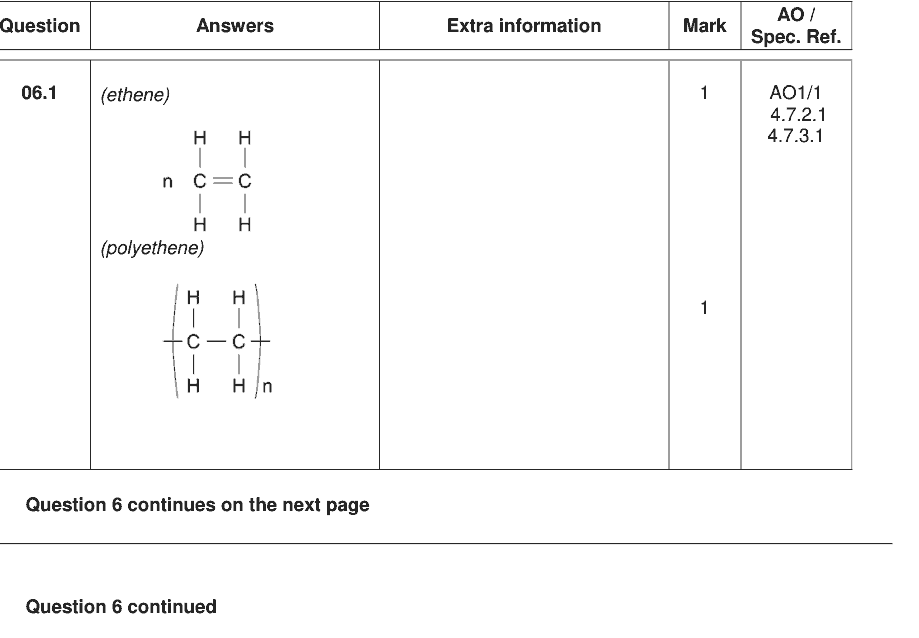 Question Answers Extra information Mark AO /
Spec. Ref.
06.1 (ethene) 1 AO1/1
4.7.2.1
4.7.3.1
H H
n C C
H H
(polyethene)
H H
1
C C
H H n
Question 6 continues on the next page
Question 6 continued